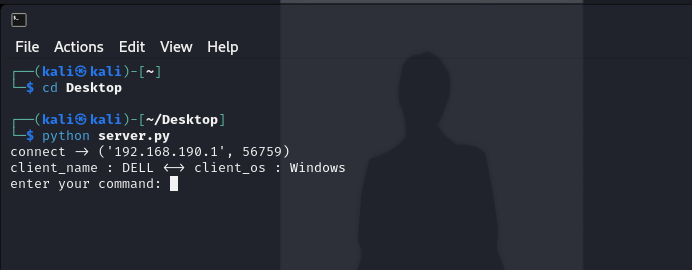 File Actions Edit View Help
┌──(kali㉿kali)-[~]
└─$ cd Desktop
┌──(kali㉿kali)-[~/Desktop]
└─$ python server.py
connect -> ('192.168.190.1', 56759)
client_name : DELL <-> client_os : Windows
enter your command: